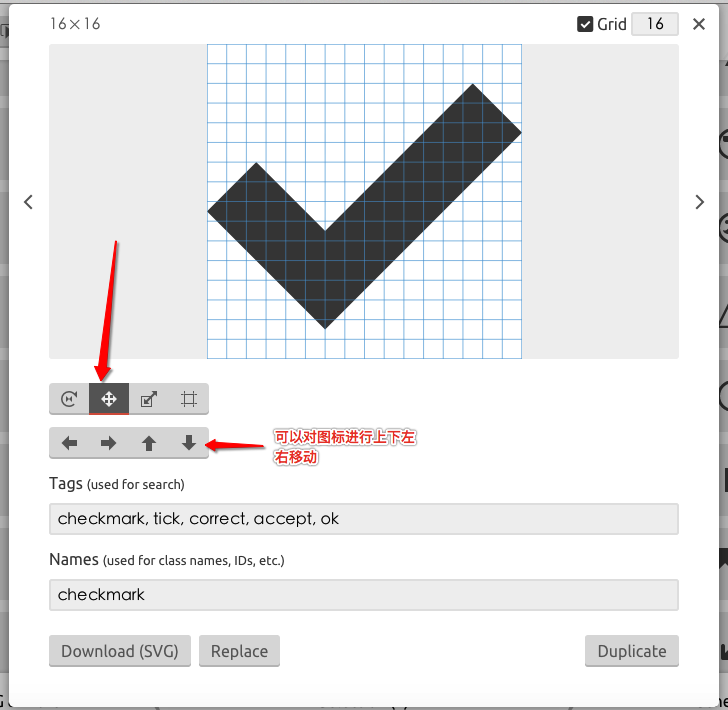 16×16
Grid 16
可以对图标进行上下左
右移动
Tags (used for search)
checkmark, tick, correct, accept, ok
Names (used for class names, IDs, etc.)
checkmark
Download (SVG) Replace Duplicate